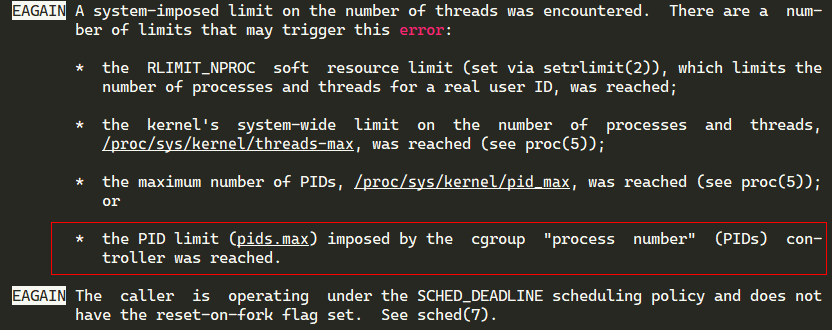 EAGAIN A system-imposed limit on the number of threads was encountered. There are a num-
ber of limits that may trigger this error:
* the RLIMIT_NPROC soft resource limit (set via setrlimit(2)), which limits the
number of processes and threads for a real user ID, was reached;
* the kernel's system-wide limit on the number of processes and threads,
/proc/sys/kernel/threads-max, was reached (see proc(5));
* the maximum number of PIDs, /proc/sys/kernel/pid_max, was reached (see proc(5));
or
* the PID limit (pids.max) imposed by the cgroup "process number" (PIDs) con-
troller was reached.
EAGAIN The caller is operating under the SCHED_DEADLINE scheduling policy and does not
have the reset-on-fork flag set. See sched(7).